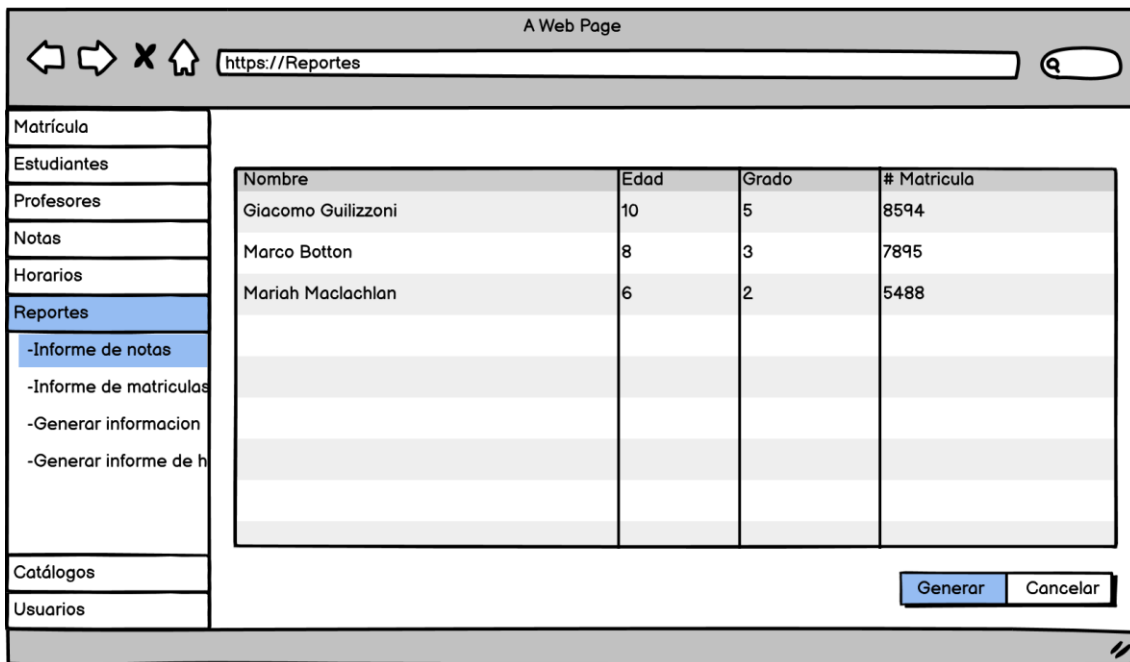 A Web Page
https://Reportes
Matrícula
Estudiantes
Profesores
Notas
Horarios
Reportes
-Informe de notas
-Informe de matriculas
-Generar informacion
-Generar informe de h
Catálogos
Usuarios
Nombre Edad Grado # Matricula
Giacomo Guilizzoni 10 5 8594
Marco Botton 8 3 7895
Mariah Maclachlan 6 2 5488
Generar Cancelar